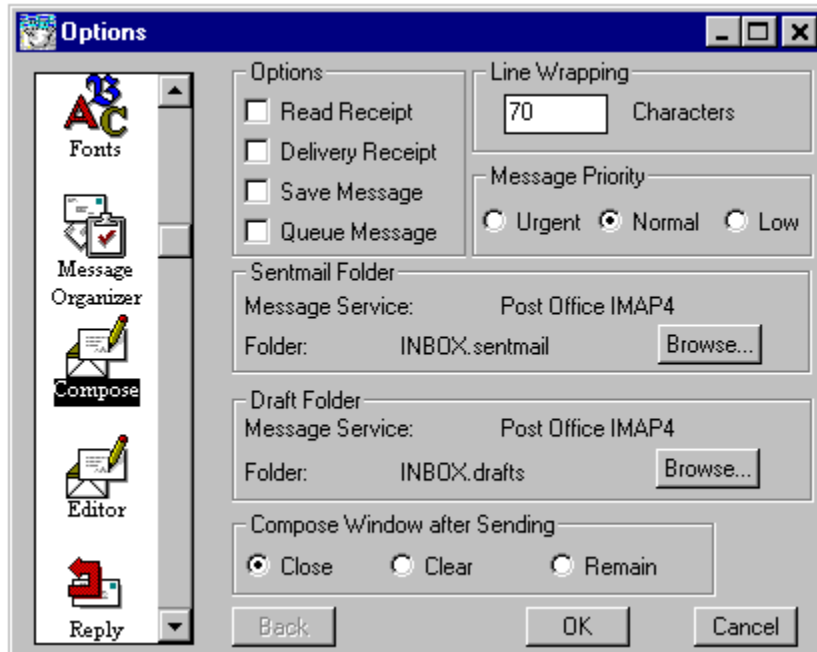 Options
Fonts
Message
Organizer
Compose
Editor
Reply
Options
Read Receipt
Delivery Receipt
Save Message
Queue Message
Line Wrapping
70 Characters
Message Priority
Urgent Normal Low
Sentmail Folder
Message Service: Post Office IMAP4
Folder: INBOX.sentmail Browse...
Draft Folder
Message Service: Post Office IMAP4
Folder: INBOX.drafts Browse...
Compose Window after Sending
Close Clear Remain
Back OK Cancel